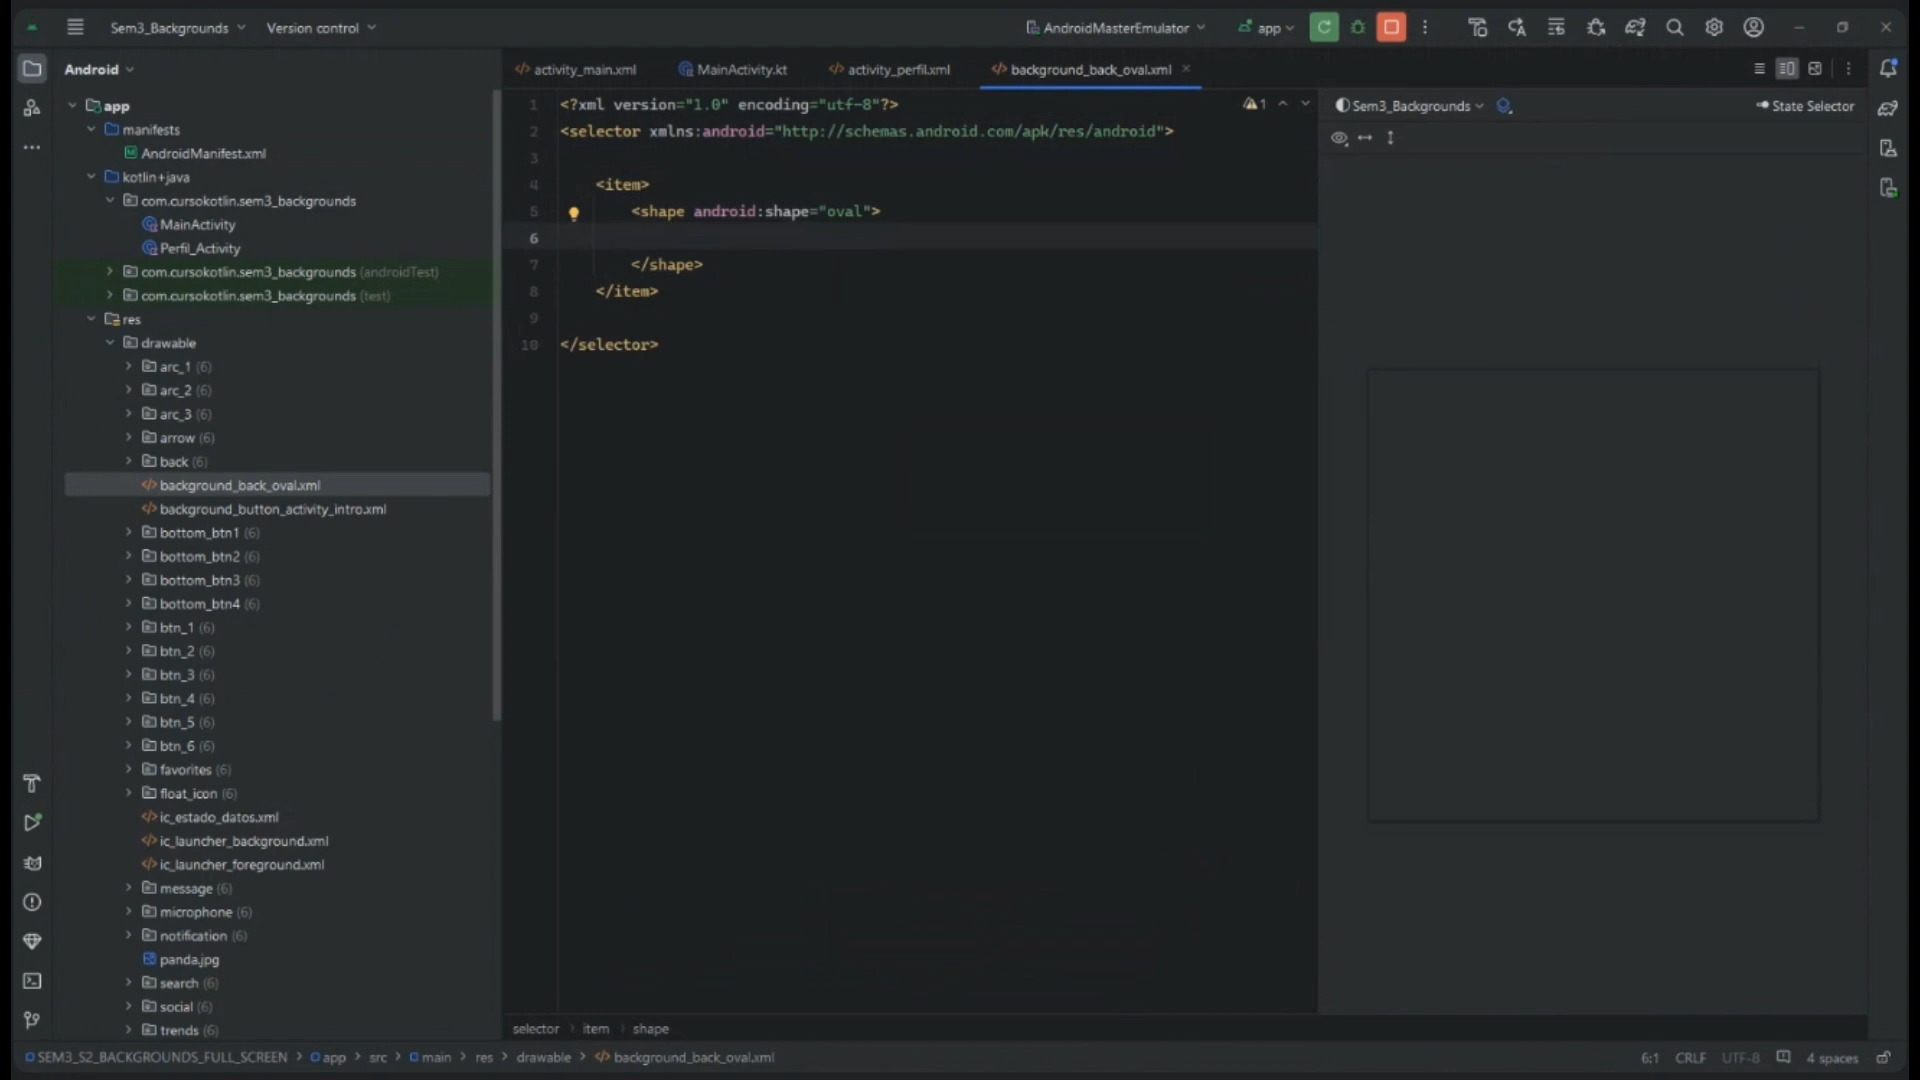 Sem3_Backgrounds Version control AndroidMasterEmulator app
Android
app
manifests
AndroidManifest.xml
kotlin+java
com.cursokotlin.sem3_backgrounds
MainActivity
Perfil_Activity
com.cursokotlin.sem3_backgrounds (androidTest)
com.cursokotlin.sem3_backgrounds (test)
res
drawable
arc_1 (6)
arc_2 (6)
arc_3 (6)
arrow (6)
back (6)
background_back_oval.xml
background_button_activity_intro.xml
bottom_btn1 (6)
bottom_btn2 (6)
bottom_btn3 (6)
bottom_btn4 (6)
btn_1 (6)
btn_2 (6)
btn_3 (6)
btn_4 (6)
btn_5 (6)
btn_6 (6)
favorites (6)
float_icon (6)
ic_estado_datos.xml
ic_launcher_background.xml
ic_launcher_foreground.xml
message (6)
microphone (6)
notification (6)
panda.jpg
search (6)
social (6)
trends (6)
activity_main.xml MainActivity.kt activity_perfil.xml background_back_oval.xml
1 <?xml version="1.0" encoding="utf-8"?>
2 <selector xmlns:android="http://schemas.android.com/apk/res/android">
3
4 <item>
5 <shape android:shape="oval">
6
7 </shape>
8 </item>
9
10 </selector>
1
Sem3_Backgrounds State Selector
selector item shape
SEM3_S2_BACKGROUNDS_FULL_SCREEN > app > src > main > res > drawable > background_back_oval.xml
6:1 CRLF UTF-8 4 spaces